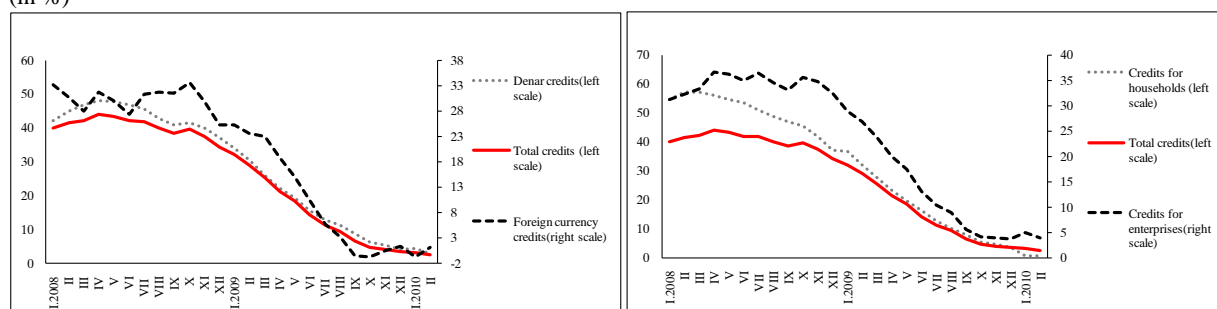 (in %)
60
50
40
30
20
10
0
38
33
28
23
18
13
8
3
-2
I.2008
II
III
IV
V
VI
VII
VIII
IX
X
XI
XII
I.2009
II
III
IV
V
VI
VII
VIII
IX
X
XI
XII
I.2010
II
Denar credits(left
scale)
Total credits (left
scale)
Foreign currency
credits(right scale)
70
60
50
40
30
20
10
0
40
35
30
25
20
15
10
5
0
I.2008
II
III
IV
V
VI
VII
VIII
IX
X
XI
XII
I.2009
II
III
IV
V
VI
VII
VIII
IX
X
XI
XII
I.2010
II
Credits for
households (left
scale)
Total credits(left
scale)
Credits for
enterprises(right
scale)